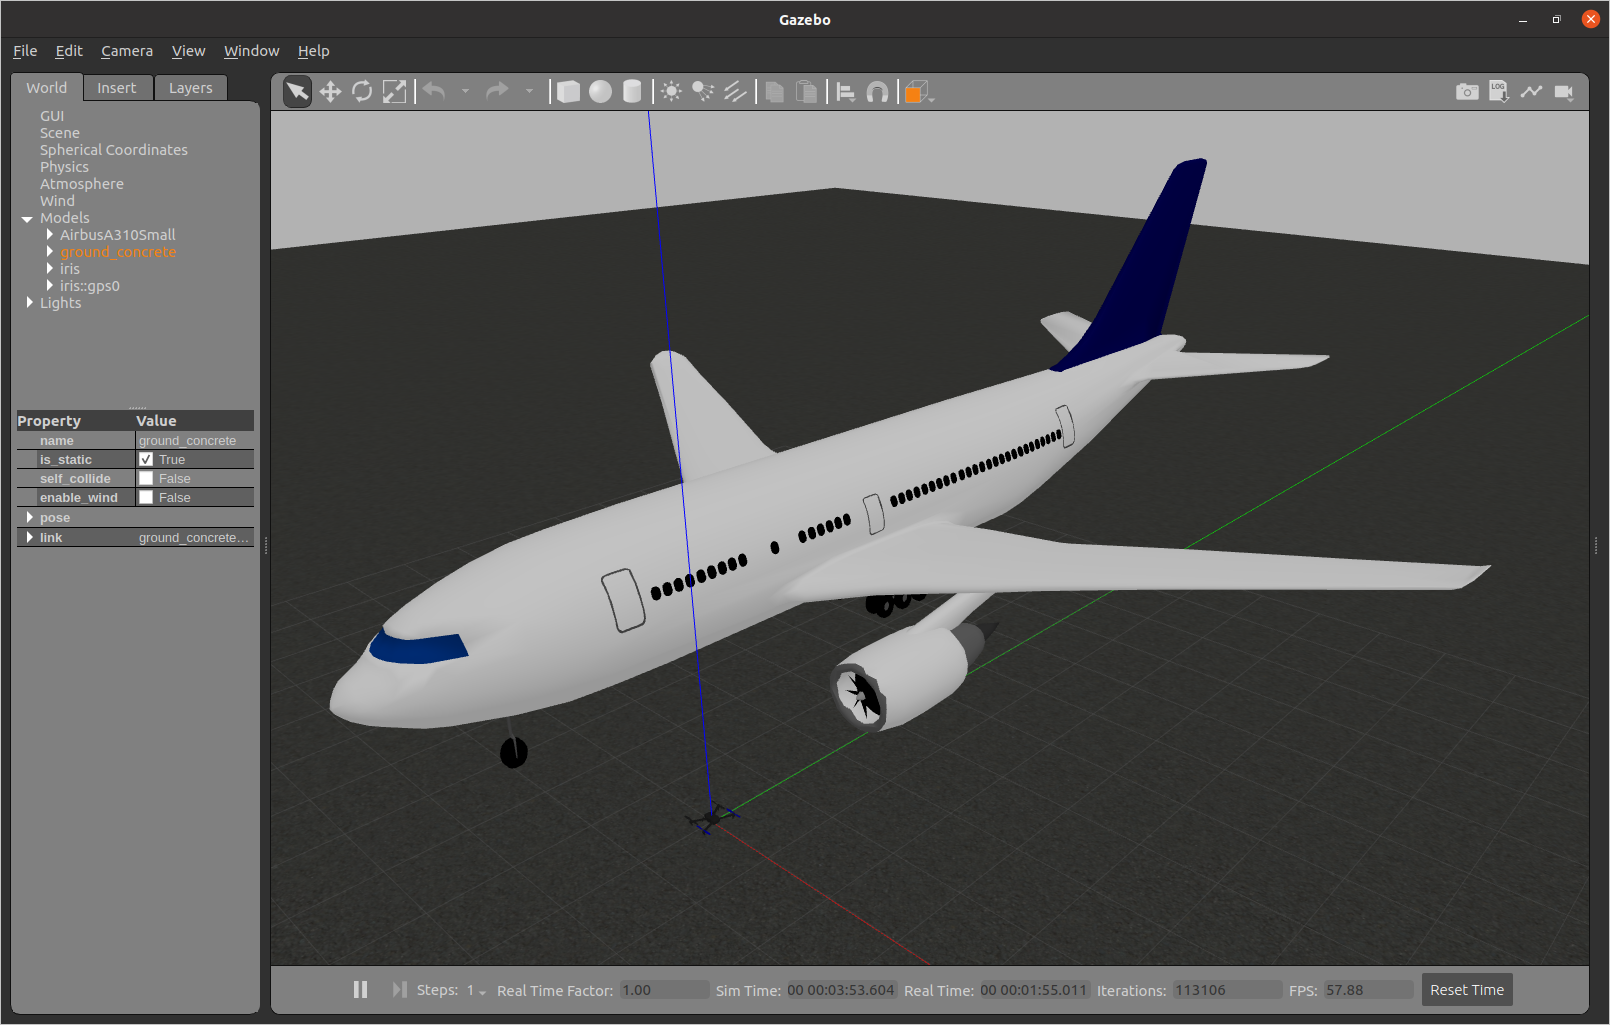 Gazebo
File Edit Camera View Window Help
World Insert Layers
GUI
Scene
Spherical Coordinates
Physics
Atmosphere
Wind
Models
AirbusA310Small
ground_concrete
iris
iris::gps0
Lights
Property Value
name ground_concrete
is_static True
self_collide False
enable_wind False
pose
link ground_concrete...
LOG
Steps: 1 Real Time Factor: 1.00 Sim Time: 00 00:03:53.604 Real Time: 00 00:01:55.011 Iterations: 113106 FPS: 57.88 Reset Time